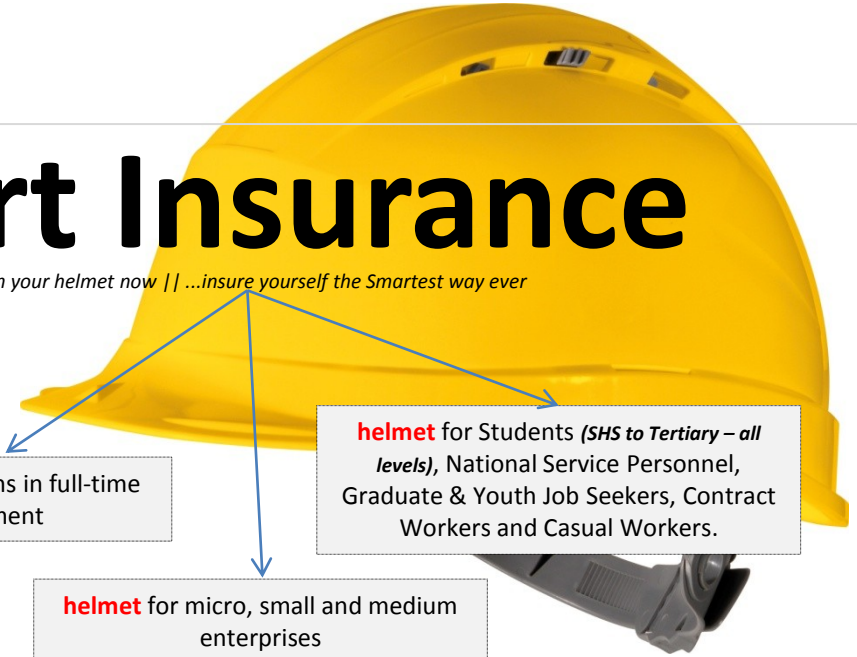 rt Insurance
your helmet now || ...insure yourself the Smartest way ever
helmet for Students (SHS to Tertiary – all
levels), National Service Personnel,
Graduate & Youth Job Seekers, Contract
Workers and Casual Workers.
ns in full-time
ment
helmet for micro, small and medium
enterprises